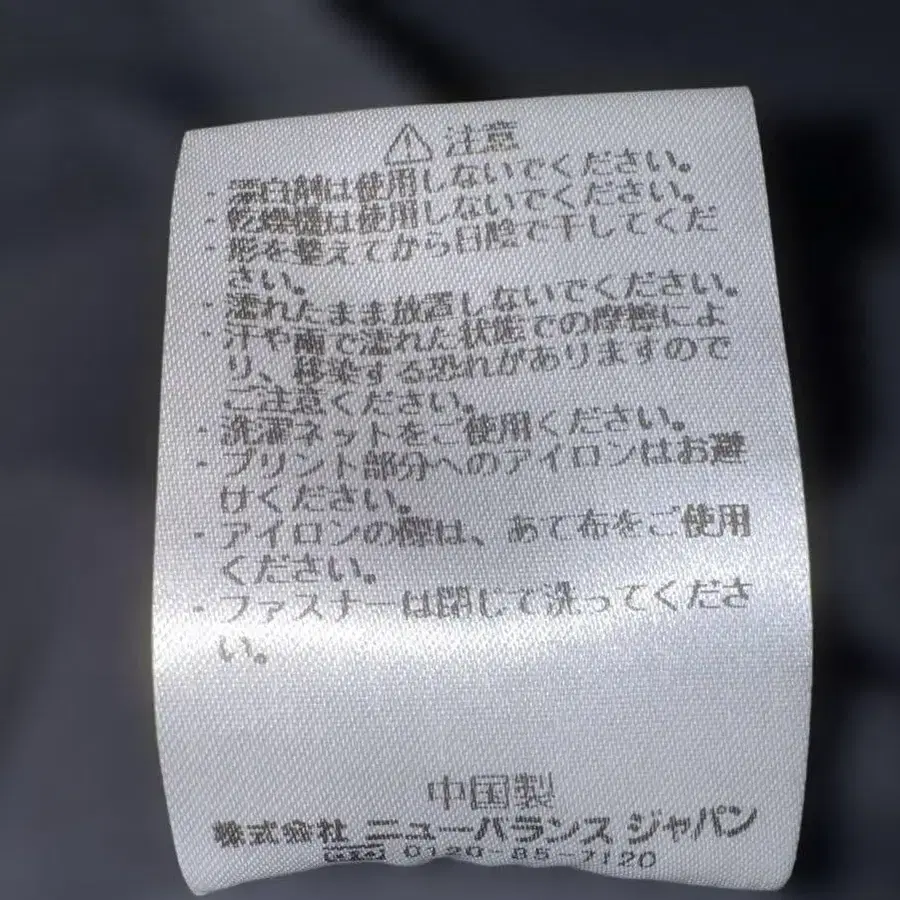 ⚠ 注意
・漂白剤は使用しないでください。
・乾燥機は使用しないでください。
・形を整えてから日陰で干してくだ
さい。
・濡れたまま放置しないでください。
・汗や雨で濡れた状態での摩擦によ
り、移染する恐れがありますので
ご注意ください。
・洗濯ネットをご使用ください。
・プリント部分へのアイロンはお避
けください。
・アイロンの際は、あて布をご使用
ください。
・ファスナーは閉じて洗ってくださ
い。
中国製
株式会社 ニューバランス ジャパン
0120-85-7120